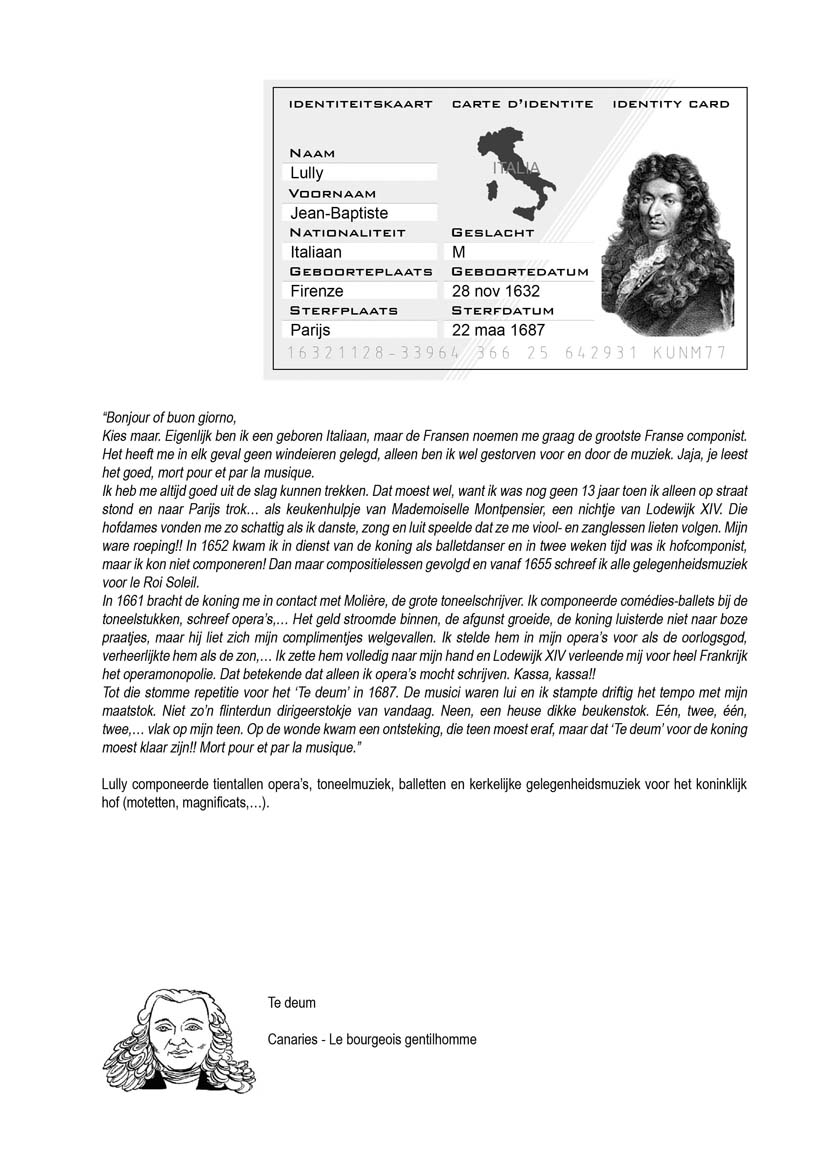 IDENTITEITSKAART CARTE D'IDENTITE IDENTITY CARD
ITALIA
NAAM
Lully
VOORNAAM
Jean-Baptiste
NATIONALITEIT GESLACHT
Italiaan M
GEBOORTEPLAATS GEBOORTEDATUM
Firenze 28 nov 1632
STERFPLAATS STERFDATUM
Parijs 22 maa 1687
16321128-33964 366 25 642931 KUNM77
“Bonjour of buon giorno,
Kies maar. Eigenlijk ben ik een geboren Italiaan, maar de Fransen noemen me graag de grootste Franse componist.
Het heeft me in elk geval geen windeieren gelegd, alleen ben ik wel gestorven voor en door de muziek. Jaja, je leest
het goed, mort pour et par la musique.
Ik heb me altijd goed uit de slag kunnen trekken. Dat moest wel, want ik was nog geen 13 jaar toen ik alleen op straat
stond en naar Parijs trok… als keukenhulpje van Mademoiselle Montpensier, een nichtje van Lodewijk XIV. Die
hofdames vonden me zo schattig als ik danste, zong en luit speelde dat ze me viool- en zanglessen lieten volgen. Mijn
ware roeping!! In 1652 kwam ik in dienst van de koning als balletdanser en in twee weken tijd was ik hofcomponist,
maar ik kon niet componeren! Dan maar compositielessen gevolgd en vanaf 1655 schreef ik alle gelegenheidsmuziek
voor le Roi Soleil.
In 1661 bracht de koning me in contact met Molière, de grote toneelschrijver. Ik componeerde comédies-ballets bij de
toneelstukken, schreef opera’s,… Het geld stroomde binnen, de afgunst groeide, de koning luisterde niet naar boze
praatjes, maar hij liet zich mijn complimentjes welgevallen. Ik stelde hem in mijn opera’s voor als de oorlogsgod,
verheerlijkte hem als de zon,… Ik zette hem volledig naar mijn hand en Lodewijk XIV verleende mij voor heel Frankrijk
het operamonopolie. Dat betekende dat alleen ik opera’s mocht schrijven. Kassa, kassa!!
Tot die stomme repetitie voor het ‘Te deum’ in 1687. De musici waren lui en ik stampte driftig het tempo met mijn
maatstok. Niet zo’n flinterdun dirigeerstokje van vandaag. Neen, een heuse dikke beukenstok. Eén, twee, één,
twee,… vlak op mijn teen. Op de wonde kwam een ontsteking, die teen moest eraf, maar dat ‘Te deum’ voor de koning
moest klaar zijn!! Mort pour et par la musique.”
Lully componeerde tientallen opera’s, toneelmuziek, balletten en kerkelijke gelegenheidsmuziek voor het koninklijk
hof (motetten, magnificats,…).
Te deum
Canaries - Le bourgeois gentilhomme